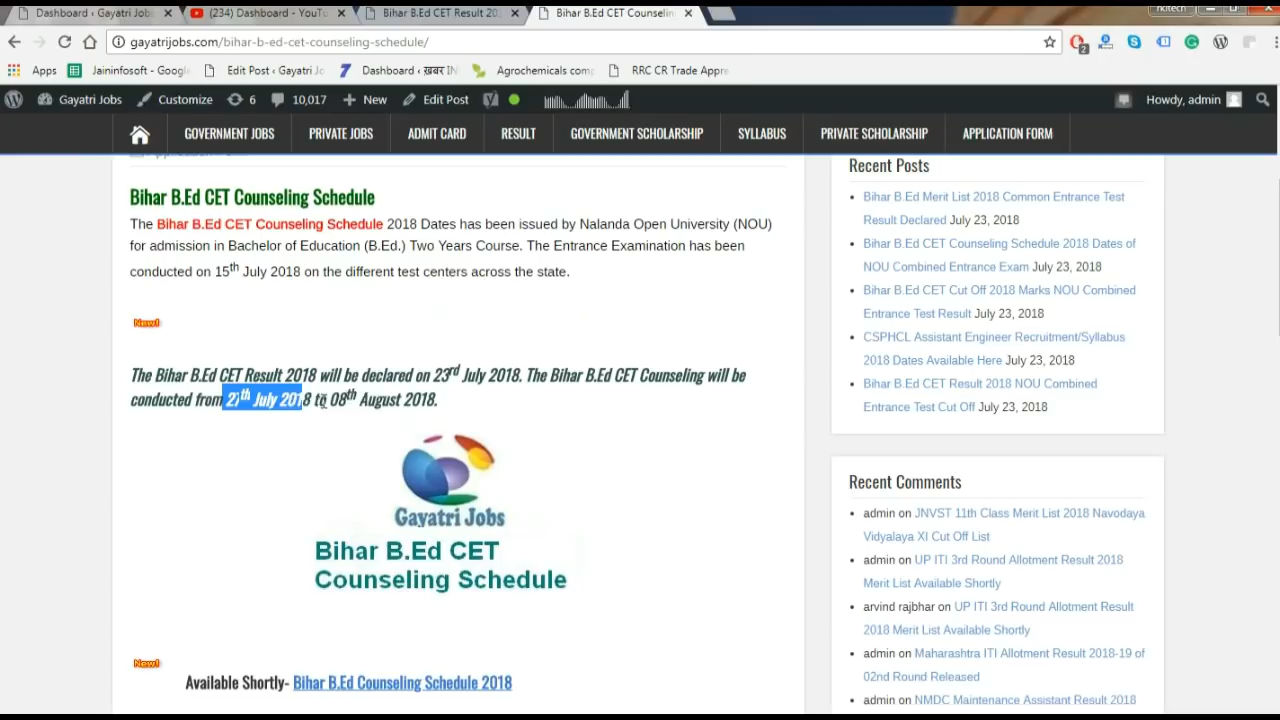 Dashboard ‹ Gayatri Jobs
(234) Dashboard - YouTu
Bihar B.Ed CET Result 20
Bihar B.Ed CET Counselin
gayatrijobs.com/bihar-b-ed-cet-counseling-schedule/
2
Apps
Jaininfosoft - Google
Edit Post ‹ Gayatri Jo
Dashboard ‹ ख़बर IN
Agrochemicals com
RRC CR Trade Appre
Gayatri Jobs
Customize
6
10,017
New
Edit Post
Howdy, admin
GOVERNMENT JOBS
PRIVATE JOBS
ADMIT CARD
RESULT
GOVERNMENT SCHOLARSHIP
SYLLABUS
PRIVATE SCHOLARSHIP
APPLICATION FORM
Bihar B.Ed CET Counseling Schedule
The Bihar B.Ed CET Counseling Schedule 2018 Dates has been issued by Nalanda Open University (NOU)
for admission in Bachelor of Education (B.Ed.) Two Years Course. The Entrance Examination has been
conducted on 15th July 2018 on the different test centers across the state.
New!
The Bihar B.Ed CET Result 2018 will be declared on 23rd July 2018. The Bihar B.Ed CET Counseling will be
conducted from 27th July 2018 to 08th August 2018.
Gayatri Jobs
Bihar B.Ed CET
Counseling Schedule
New!
Available Shortly- Bihar B.Ed Counseling Schedule 2018
Recent Posts
Bihar B.Ed Merit List 2018 Common Entrance Test
Result Declared July 23, 2018
Bihar B.Ed CET Counseling Schedule 2018 Dates of
NOU Combined Entrance Exam July 23, 2018
Bihar B.Ed CET Cut Off 2018 Marks NOU Combined
Entrance Test Result July 23, 2018
CSPHCL Assistant Engineer Recruitment/Syllabus
2018 Dates Available Here July 23, 2018
Bihar B.Ed CET Result 2018 NOU Combined
Entrance Test Cut Off July 23, 2018
Recent Comments
admin on JNVST 11th Class Merit List 2018 Navodaya
Vidyalaya XI Cut Off List
admin on UP ITI 3rd Round Allotment Result 2018
Merit List Available Shortly
arvind rajbhar on UP ITI 3rd Round Allotment Result
2018 Merit List Available Shortly
admin on Maharashtra ITI Allotment Result 2018-19 of
02nd Round Released
admin on NMDC Maintenance Assistant Result 2018